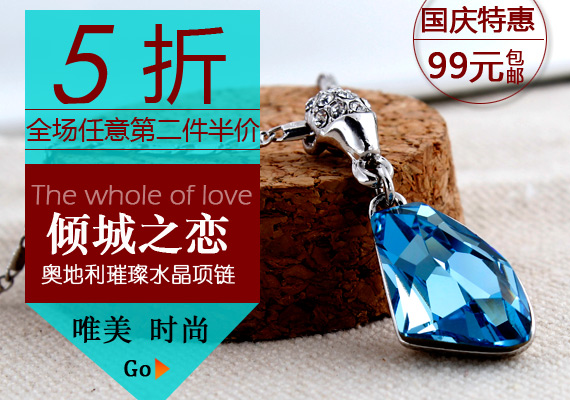 5 折
全场任意第二件半价
The whole of love
倾城之恋
奥地利璀璨水晶项链
唯美 时尚
Go
国庆特惠
99元包邮